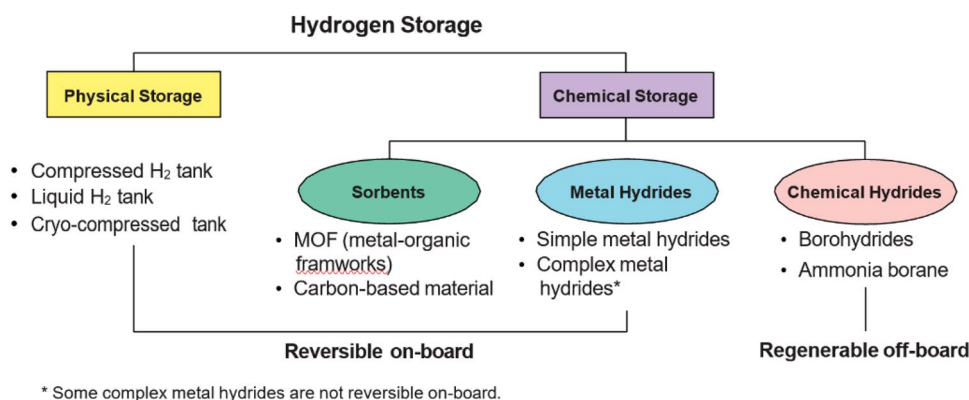 Hydrogen Storage
Physical Storage
Chemical Storage
• Compressed H₂ tank
• Liquid H₂ tank
• Cryo-compressed tank
Sorbents
Metal Hydrides
Chemical Hydrides
• MOF (metal-organic
framworks)
• Carbon-based material
• Simple metal hydrides
• Complex metal
hydrides*
• Borohydrides
• Ammonia borane
Reversible on-board
Regenerable off-board
* Some complex metal hydrides are not reversible on-board.